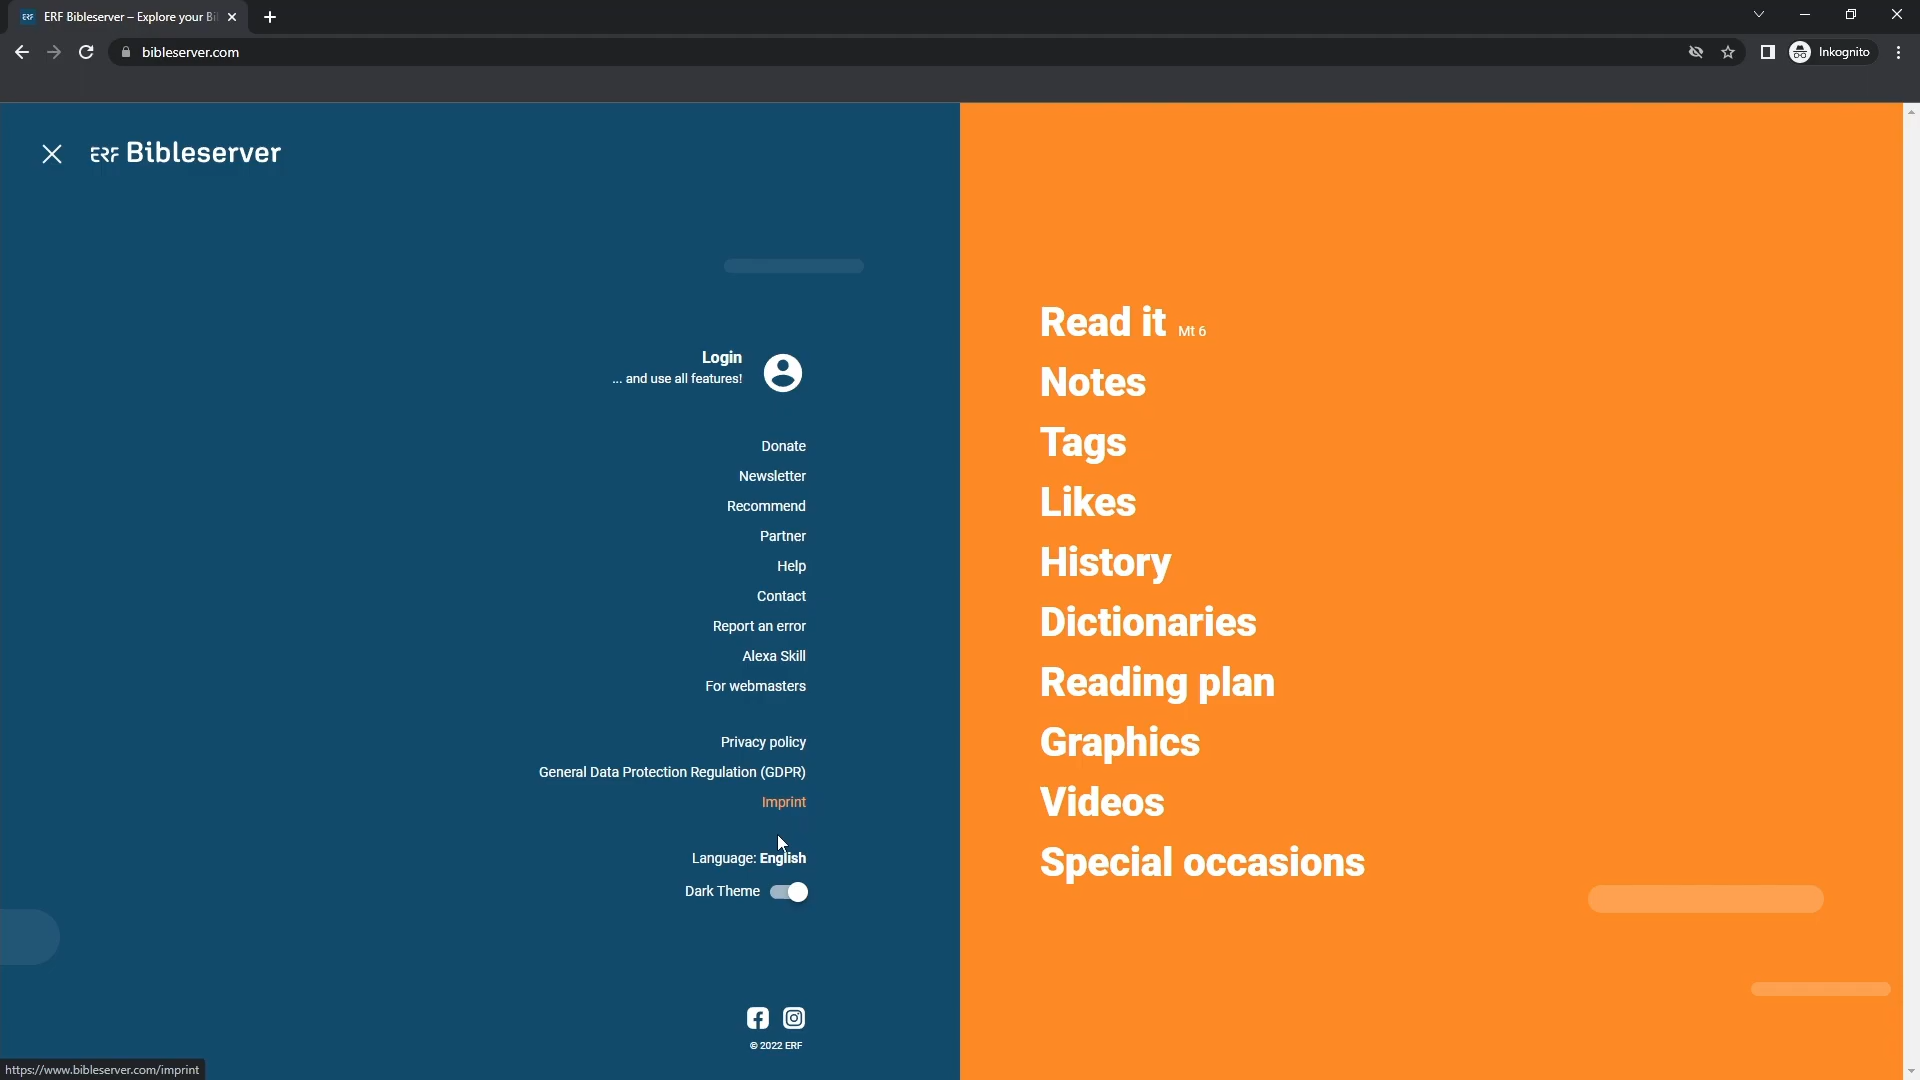 ERF Bibleserver – Explore your Bi
bibleserver.com
Inkognito
ERF Bibleserver
Login
... and use all features!
Donate
Newsletter
Recommend
Partner
Help
Contact
Report an error
Alexa Skill
For webmasters
Privacy policy
General Data Protection Regulation (GDPR)
Imprint
Language: English
Dark Theme
© 2022 ERF
Read it Mt 6
Notes
Tags
Likes
History
Dictionaries
Reading plan
Graphics
Videos
Special occasions
https://www.bibleserver.com/imprint